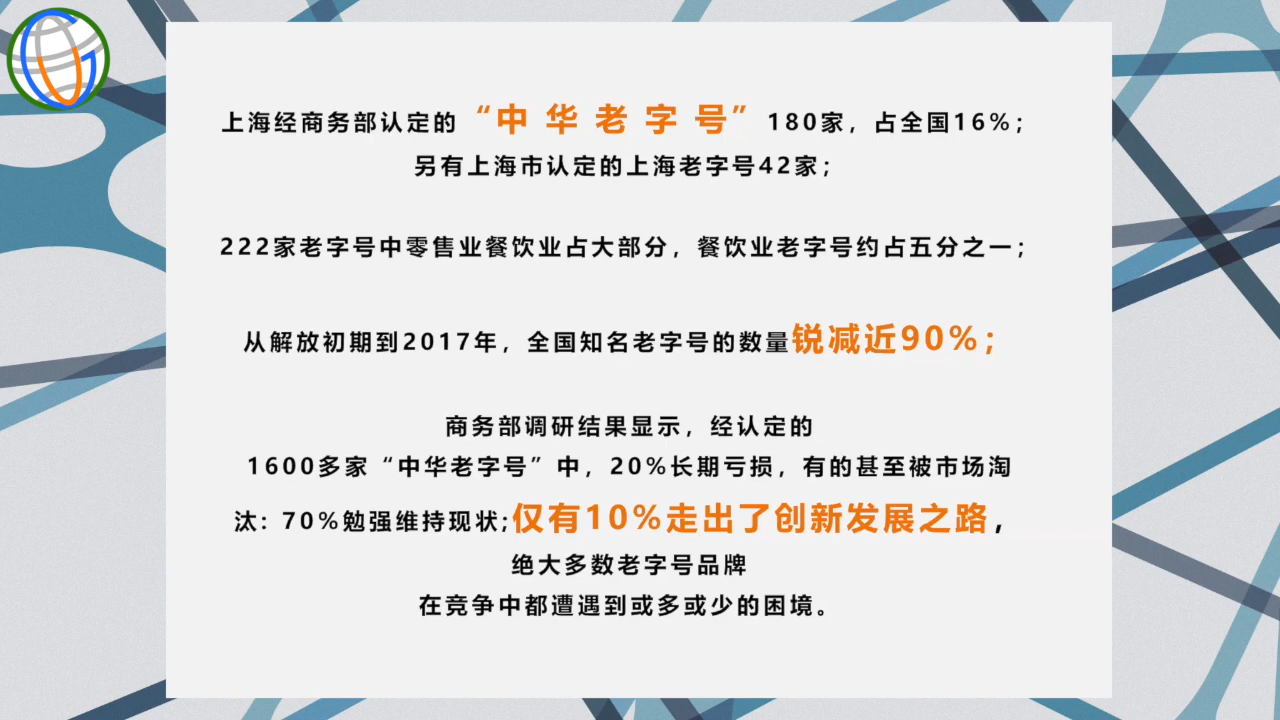 上海经商务部认定的“中华老字号”180家，占全国16%；
另有上海市认定的上海老字号42家；
222家老字号中零售业餐饮业占大部分，餐饮业老字号约占五分之一；
从解放初期到2017年，全国知名老字号的数量锐减近90%；
商务部调研结果显示，经认定的
1600多家“中华老字号”中，20%长期亏损，有的甚至被市场淘
汰：70%勉强维持现状;仅有10%走出了创新发展之路，
绝大多数老字号品牌
在竞争中都遭遇到或多或少的困境。